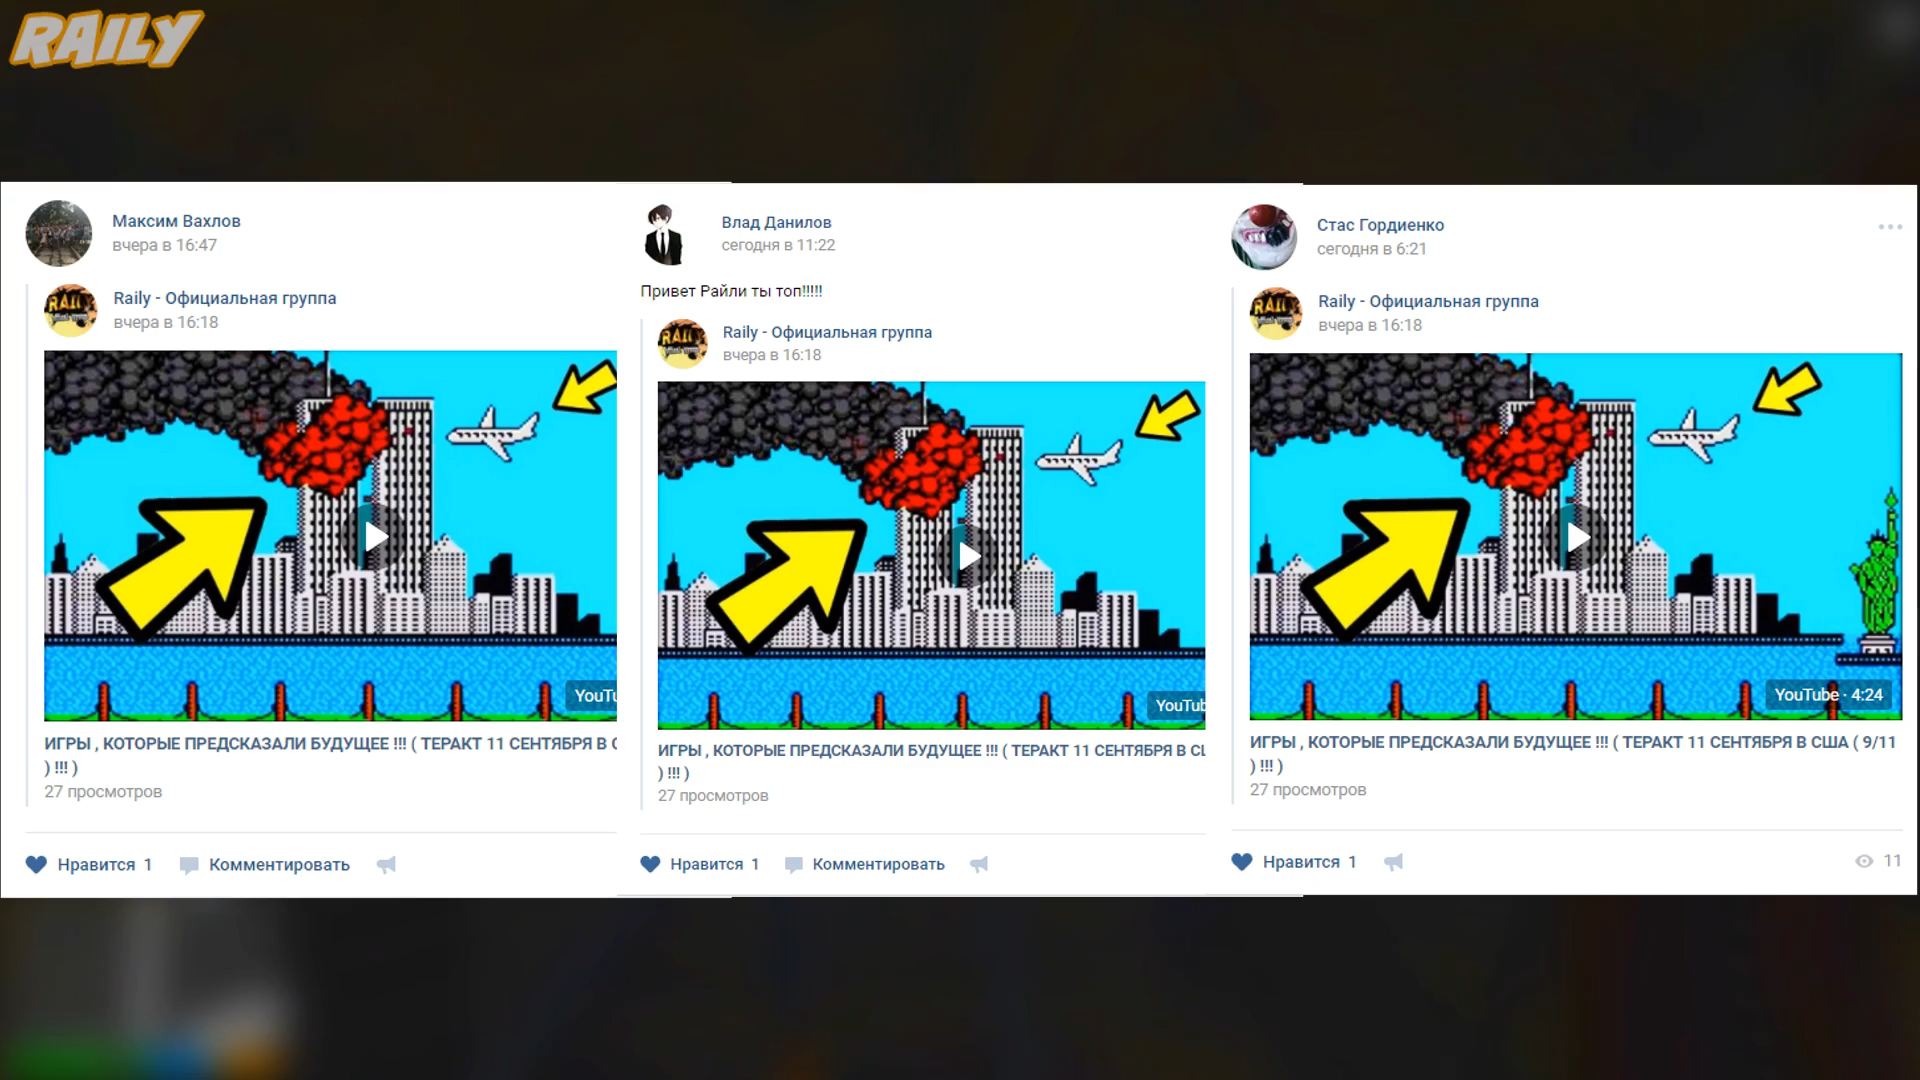 RAILY
Максим Вахлов
вчера в 16:47
RAILY
Raily - Официальная группа
вчера в 16:18
YouTu
ИГРЫ , КОТОРЫЕ ПРЕДСКАЗАЛИ БУДУЩЕЕ !!! ( ТЕРАКТ 11 СЕНТЯБРЯ В С
) !!! )
27 просмотров
Нравится 1 Комментировать
Влад Данилов
сегодня в 11:22
Привет Райли ты топ!!!!!
RAILY
Raily - Официальная группа
вчера в 16:18
YouTub
ИГРЫ , КОТОРЫЕ ПРЕДСКАЗАЛИ БУДУЩЕЕ !!! ( ТЕРАКТ 11 СЕНТЯБРЯ В СШ
) !!! )
27 просмотров
Нравится 1 Комментировать
Стас Гордиенко
сегодня в 6:21
RAILY
Raily - Официальная группа
вчера в 16:18
YouTube · 4:24
ИГРЫ , КОТОРЫЕ ПРЕДСКАЗАЛИ БУДУЩЕЕ !!! ( ТЕРАКТ 11 СЕНТЯБРЯ В США ( 9/11
) !!! )
27 просмотров
Нравится 1 11